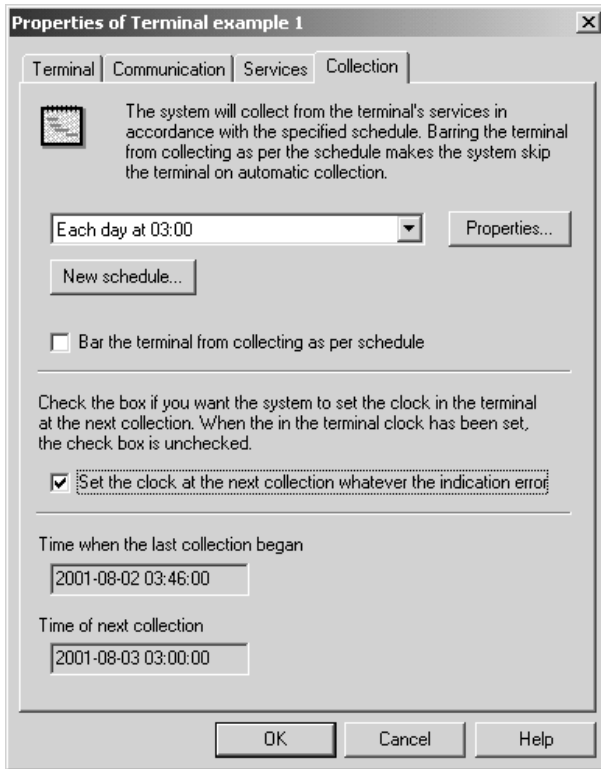 Properties of Terminal example 1
Terminal Communication Services Collection
The system will collect from the terminal's services in
accordance with the specified schedule. Barring the terminal
from collecting as per the schedule makes the system skip
the terminal on automatic collection.
Each day at 03:00 Properties...
New schedule...
Bar the terminal from collecting as per schedule
Check the box if you want the system to set the clock in the terminal
at the next collection. When the in the terminal clock has been set,
the check box is unchecked.
Set the clock at the next collection whatever the indication error
Time when the last collection began
2001-08-02 03:46:00
Time of next collection
2001-08-03 03:00:00
OK Cancel Help